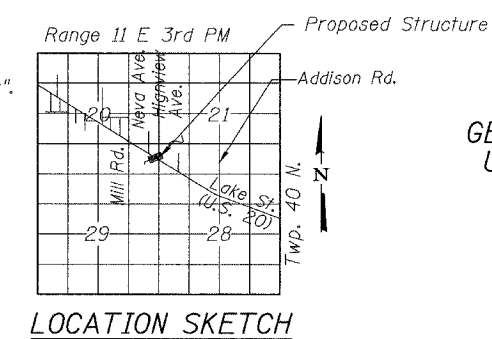 Range 11 E 3rd PM
Proposed Structure
".
Neva Ave.
Highview
Ave.
Addison Rd.
20
21
Mill Rd.
Lake St.
(U.S. 20)
Twp. 40 N.
N
29
28
GE
U
LOCATION SKETCH